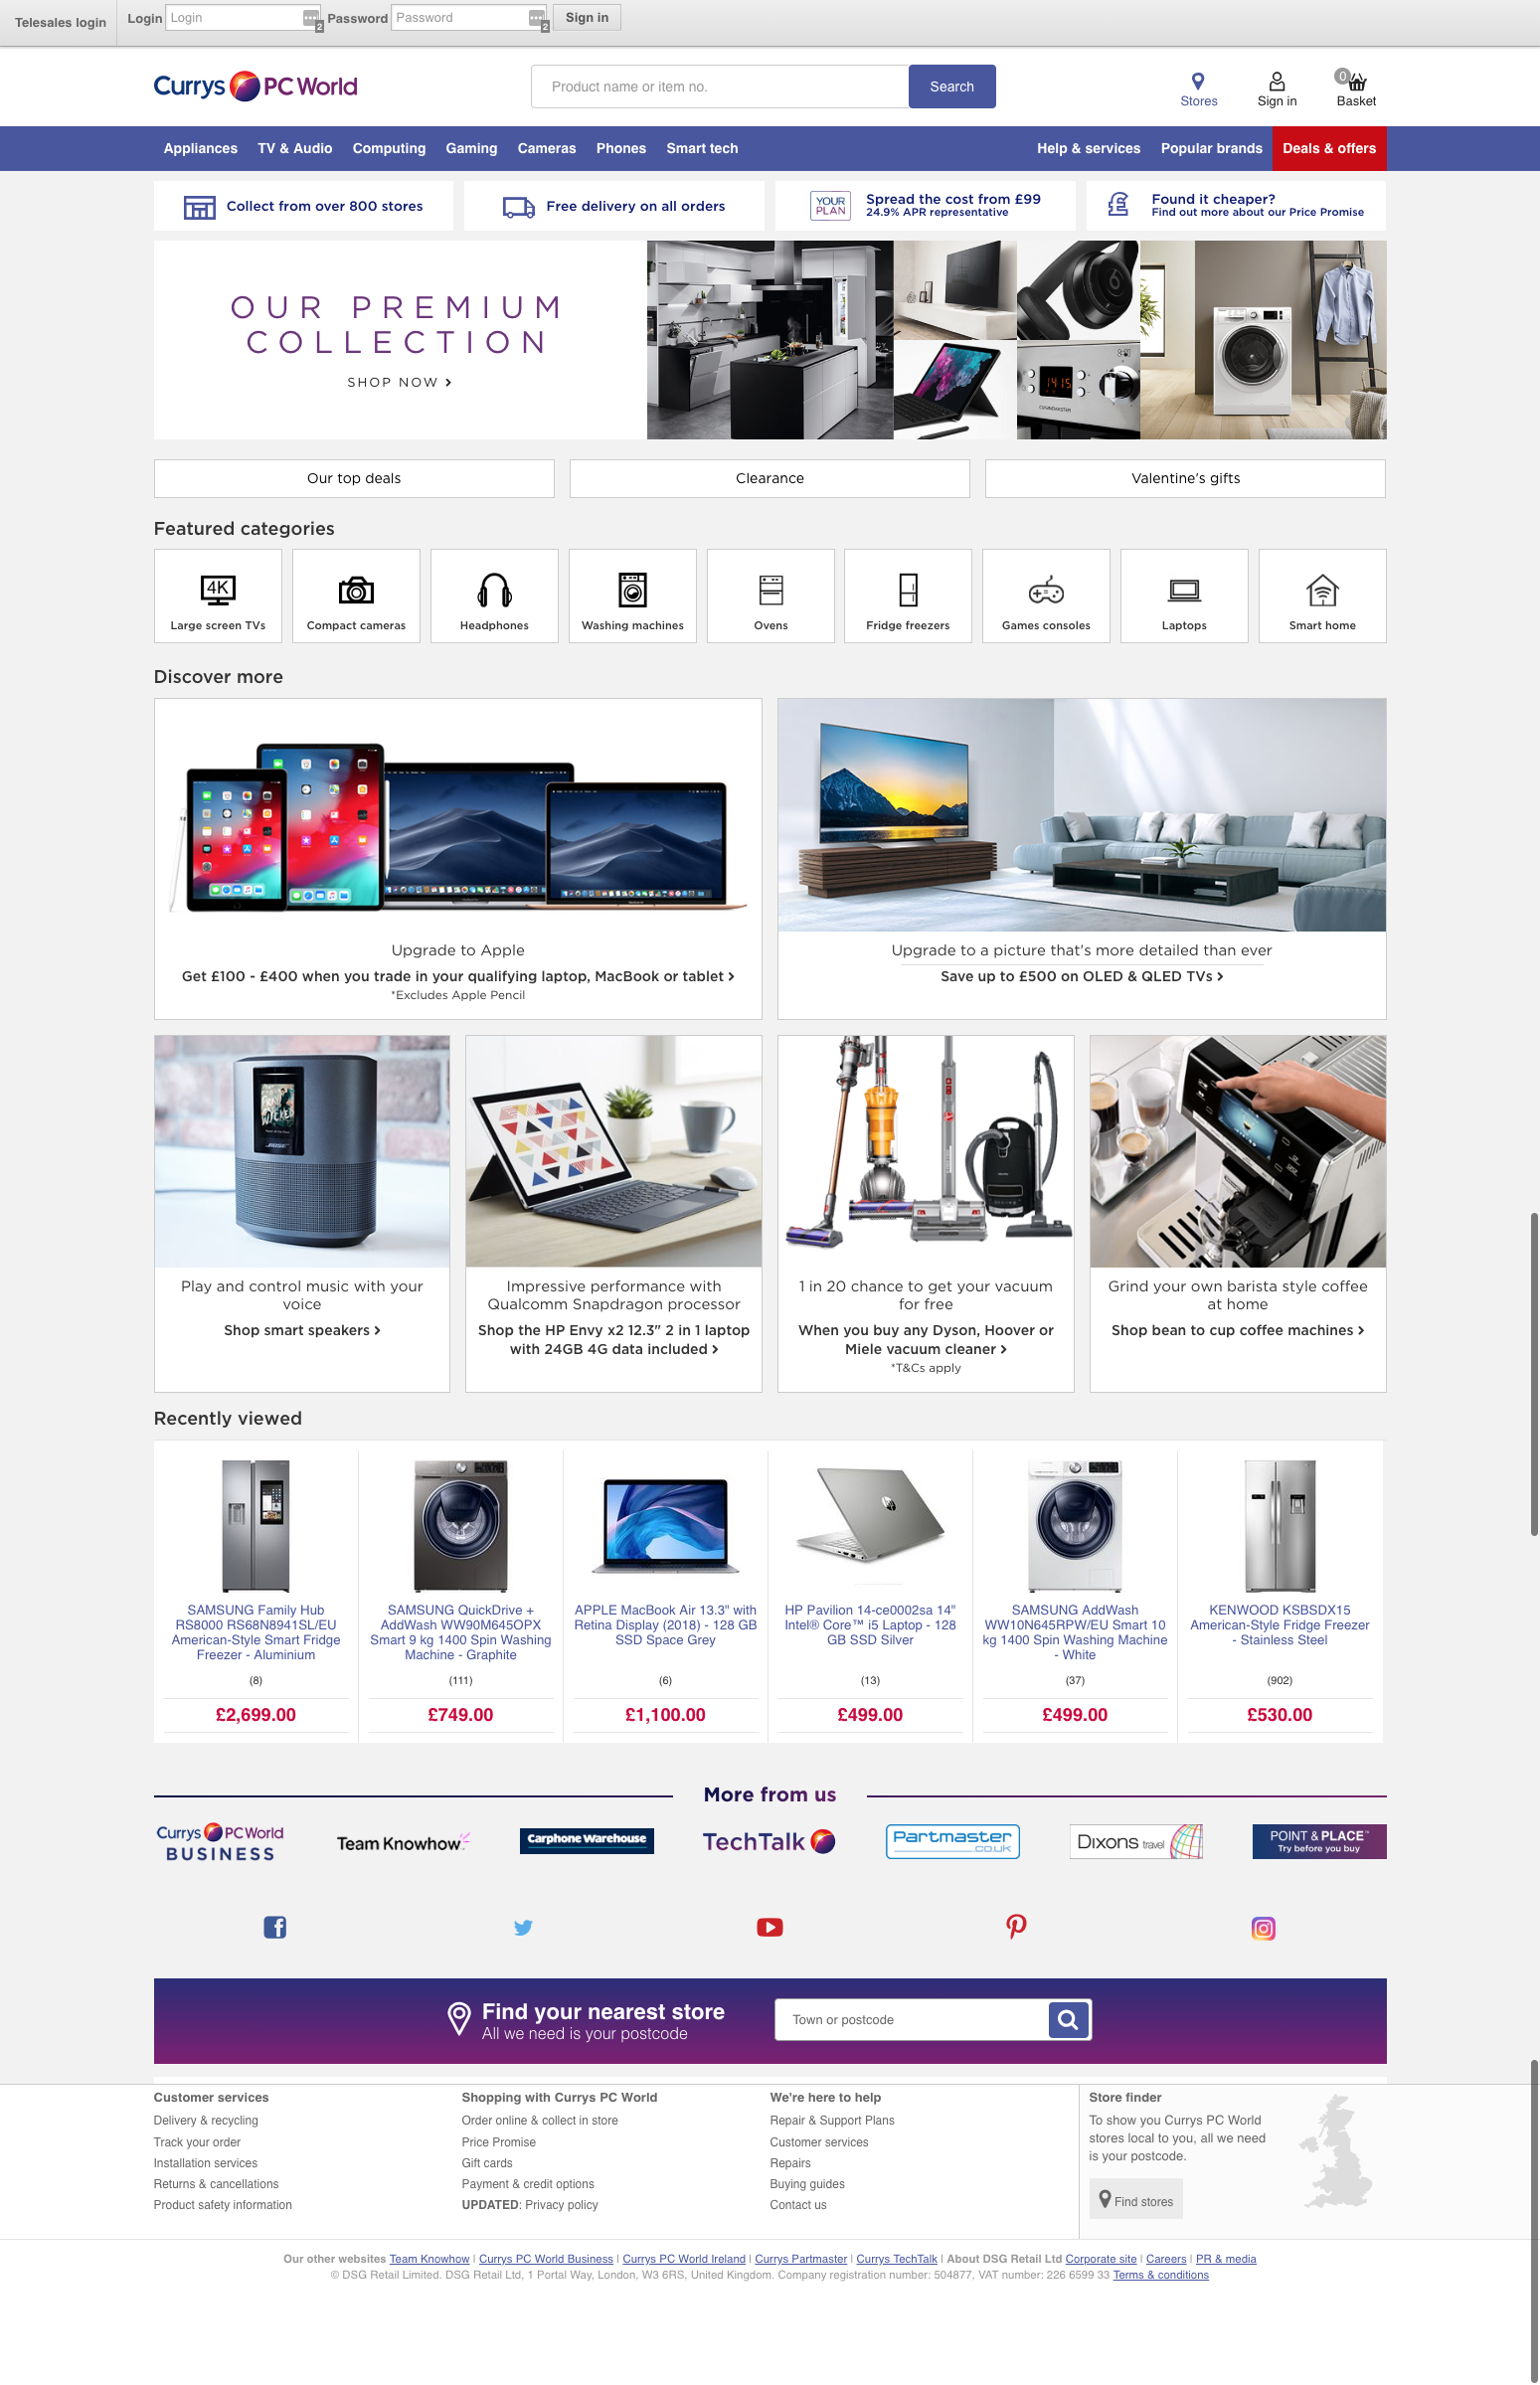 Telesales login
Login Login Password Password Sign in
Currys PC World
Product name or item no. Search
Stores Sign in 0 Basket
Appliances TV & Audio Computing Gaming Cameras Phones Smart tech Help & services Popular brands Deals & offers
Collect from over 800 stores
Free delivery on all orders
YOUR PLAN
Spread the cost from £99
24.9% APR representative
Found it cheaper?
Find out more about our Price Promise
OUR PREMIUM
COLLECTION
SHOP NOW
Our top deals Clearance Valentine's gifts
Featured categories
4K
Large screen TVs Compact cameras Headphones Washing machines Ovens Fridge freezers Games consoles Laptops Smart home
Discover more
Upgrade to Apple
Get £100 - £400 when you trade in your qualifying laptop, MacBook or tablet
*Excludes Apple Pencil
Upgrade to a picture that's more detailed than ever
Save up to £500 on OLED & QLED TVs
Play and control music with your
voice
Shop smart speakers
Impressive performance with
Qualcomm Snapdragon processor
Shop the HP Envy x2 12.3" 2 in 1 laptop
with 24GB 4G data included
1 in 20 chance to get your vacuum
for free
When you buy any Dyson, Hoover or
Miele vacuum cleaner
*T&Cs apply
Grind your own barista style coffee
at home
Shop bean to cup coffee machines
Recently viewed
SAMSUNG Family Hub
RS8000 RS68N8941SL/EU
American-Style Smart Fridge
Freezer - Aluminium
(8)
£2,699.00
SAMSUNG QuickDrive +
AddWash WW90M645OPX
Smart 9 kg 1400 Spin Washing
Machine - Graphite
(111)
£749.00
APPLE MacBook Air 13.3" with
Retina Display (2018) - 128 GB
SSD Space Grey
(6)
£1,100.00
HP Pavilion 14-ce0002sa 14"
Intel® Core™ i5 Laptop - 128
GB SSD Silver
(13)
£499.00
SAMSUNG AddWash
WW10N645RPW/EU Smart 10
kg 1400 Spin Washing Machine
- White
(37)
£499.00
KENWOOD KSBSDX15
American-Style Fridge Freezer
- Stainless Steel
(902)
£530.00
More from us
Currys PC World
BUSINESS
Team Knowhow
Carphone Warehouse
TechTalk
Partmaster
.co.uk
Dixons travel
POINT & PLACE™
Try before you buy
Find your nearest store
All we need is your postcode
Town or postcode
Customer services
Delivery & recycling
Track your order
Installation services
Returns & cancellations
Product safety information
Shopping with Currys PC World
Order online & collect in store
Price Promise
Gift cards
Payment & credit options
UPDATED: Privacy policy
We're here to help
Repair & Support Plans
Customer services
Repairs
Buying guides
Contact us
Store finder
To show you Currys PC World
stores local to you, all we need
is your postcode.
Find stores
Our other websites Team Knowhow | Currys PC World Business | Currys PC World Ireland | Currys Partmaster | Currys TechTalk | About DSG Retail Ltd Corporate site | Careers | PR & media
© DSG Retail Limited. DSG Retail Ltd, 1 Portal Way, London, W3 6RS, United Kingdom. Company registration number: 504877, VAT number: 226 6599 33 Terms & conditions